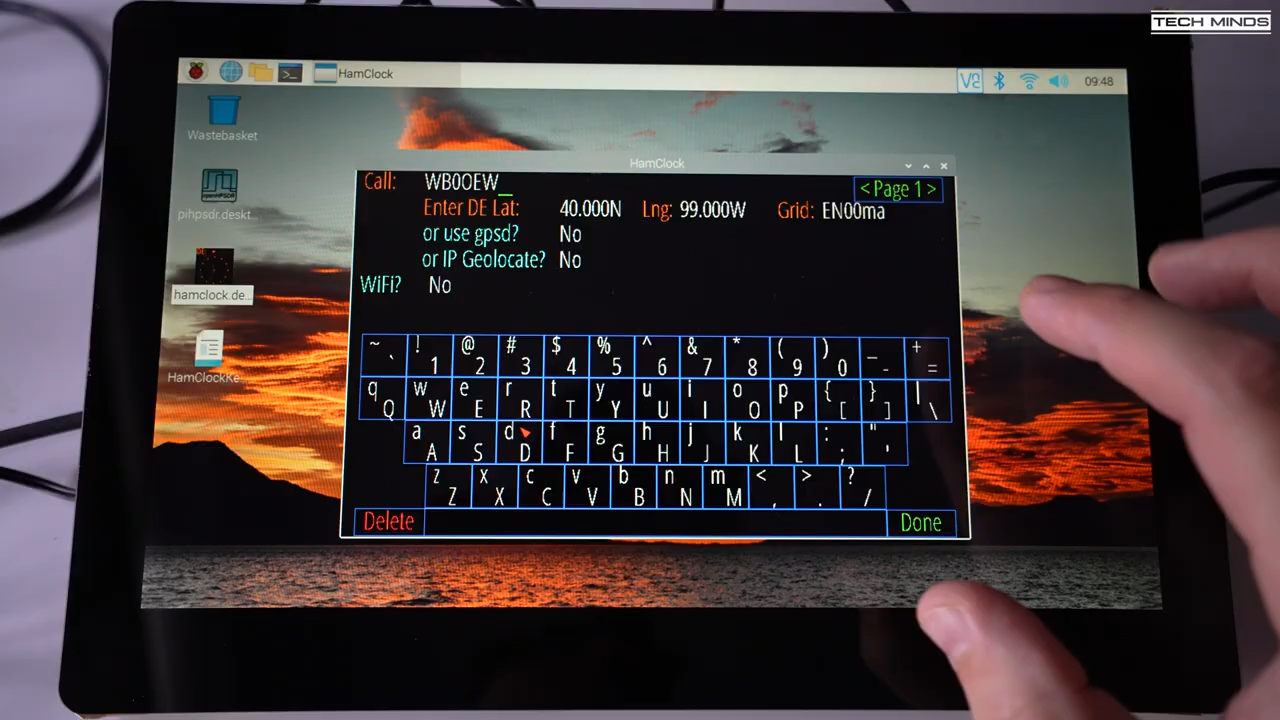 TECH MINDS
HamClock
VNC
09:48
Wastebasket
pihpsdr.deskt...
hamclock.de...
HamClockKe
HamClock
Call: WB0OEW_ < Page 1 >
Enter DE Lat: 40.000N Lng: 99.000W Grid: EN00ma
or use gpsd? No
or IP Geolocate? No
WiFi? No
~ ! @ # $ % ^ & * ( ) _ +
` 1 2 3 4 5 6 7 8 9 0 - =
q w e r t y u i o p { } |
Q W E R T Y U I O P [ ] \
a s d f g h j k l : "
A S D F G H J K L ; '
z x c v b n m < > ?
Z X C V B N M , . /
Delete Done